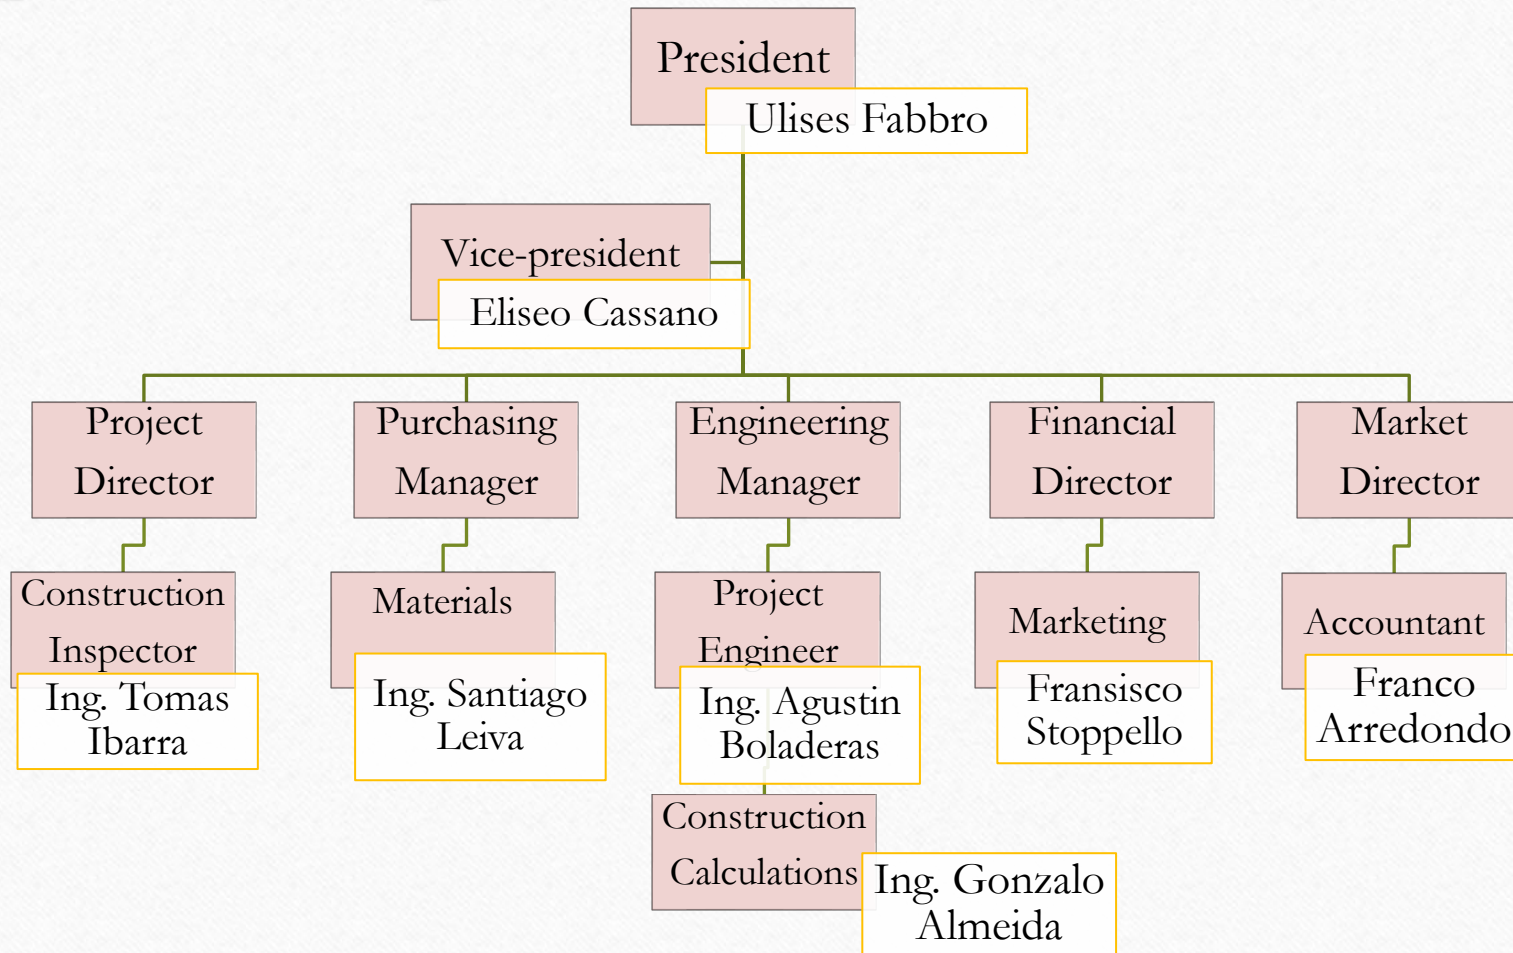 President
Ulises Fabbro
Vice-president
Eliseo Cassano
Project
Director
Purchasing
Manager
Engineering
Manager
Financial
Director
Market
Director
Construction
Inspector
Ing. Tomas
Ibarra
Materials
Ing. Santiago
Leiva
Project
Engineer
Ing. Agustin
Boladeras
Marketing
Fransisco
Stoppello
Accountant
Franco
Arredondo
Construction
Calculations
Ing. Gonzalo
Almeida